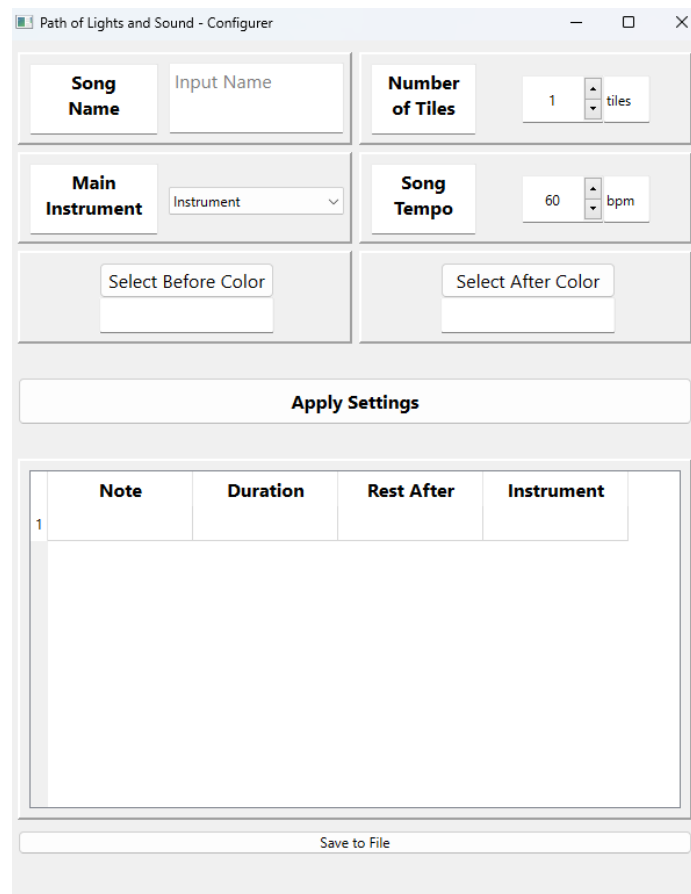 Path of Lights and Sound - Configurer
Song
Name
Input Name
Number
of Tiles
1
tiles
Main
Instrument
Instrument
Song
Tempo
60
bpm
Select Before Color
Select After Color
Apply Settings
Note Duration Rest After Instrument
1
Save to File